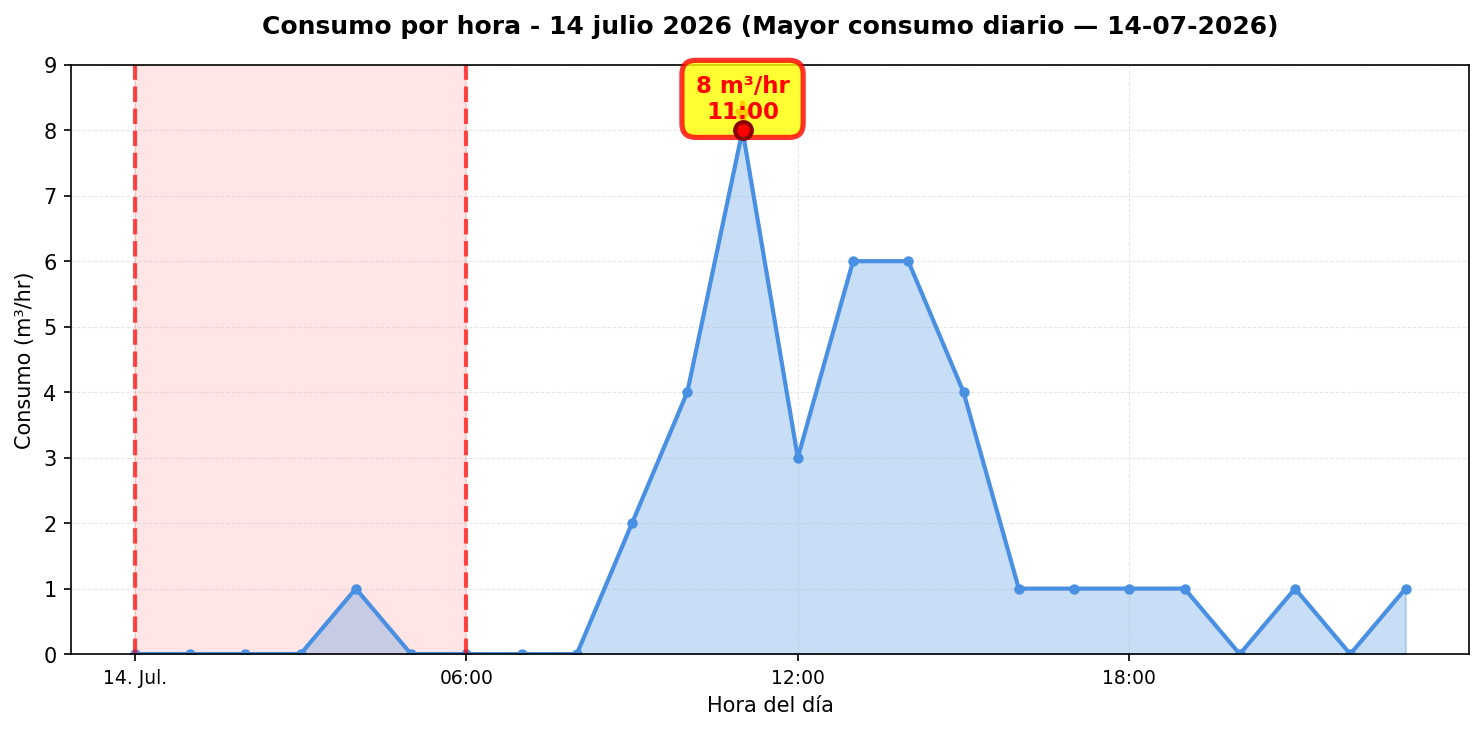 Consumo por hora - 14 julio 2026 (Mayor consumo diario — 14-07-2026)
8 m³/hr
11:00
Consumo (m³/hr)
9
8
7
6
5
4
3
2
1
0
14. Jul.
06:00
12:00
18:00
Hora del día